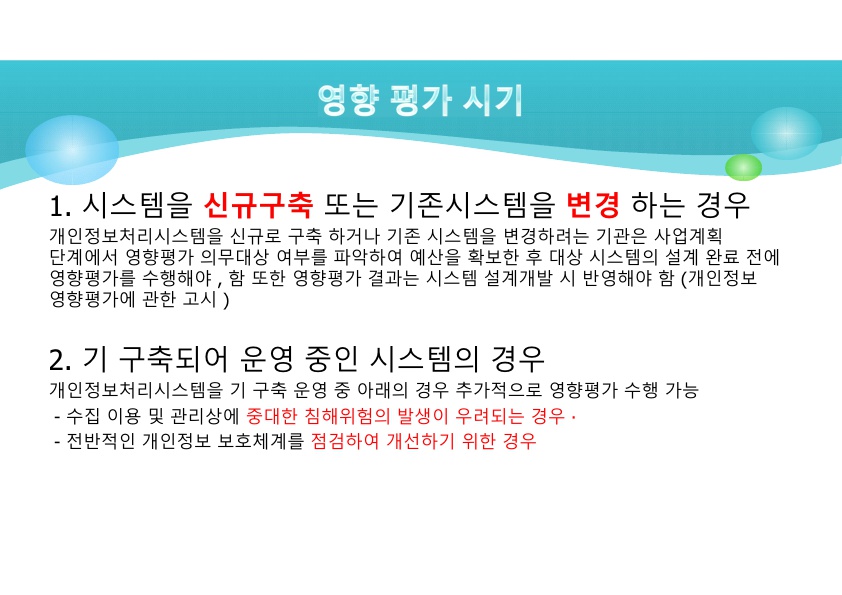 영향 평가 시기
1. 시스템을 신규구축 또는 기존시스템을 변경 하는 경우
개인정보처리시스템을 신규로 구축 하거나 기존 시스템을 변경하려는 기관은 사업계획
단계에서 영향평가 의무대상 여부를 파악하여 예산을 확보한 후 대상 시스템의 설계 완료 전에
영향평가를 수행해야 , 함 또한 영향평가 결과는 시스템 설계개발 시 반영해야 함 (개인정보
영향평가에 관한 고시 )
2. 기 구축되어 운영 중인 시스템의 경우
개인정보처리시스템을 기 구축 운영 중 아래의 경우 추가적으로 영향평가 수행 가능
- 수집 이용 및 관리상에 중대한 침해위험의 발생이 우려되는 경우 ·
- 전반적인 개인정보 보호체계를 점검하여 개선하기 위한 경우